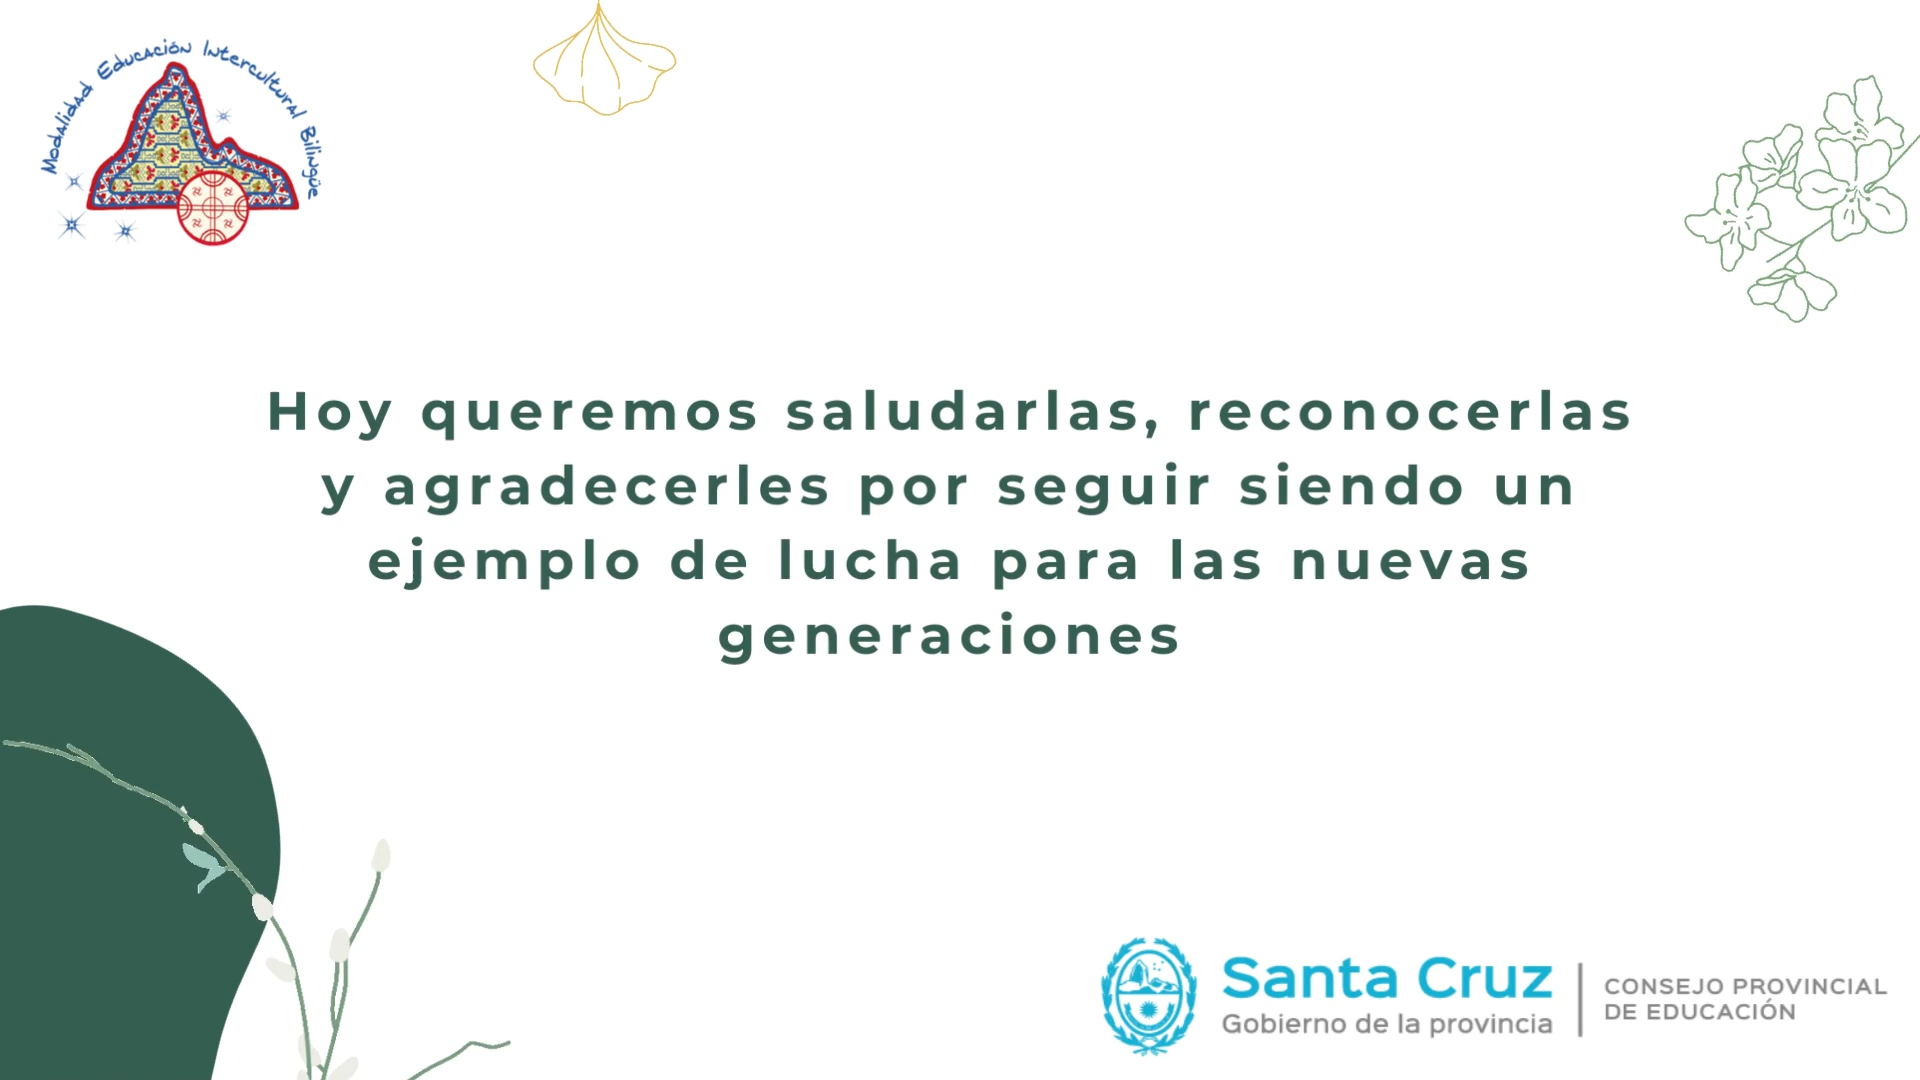 Modalidad Educación Intercultural Bilingüe
Hoy queremos saludarlas, reconocerlas
y agradecerles por seguir siendo un
ejemplo de lucha para las nuevas
generaciones
Santa Cruz
Gobierno de la provincia
CONSEJO PROVINCIAL
DE EDUCACIÓN